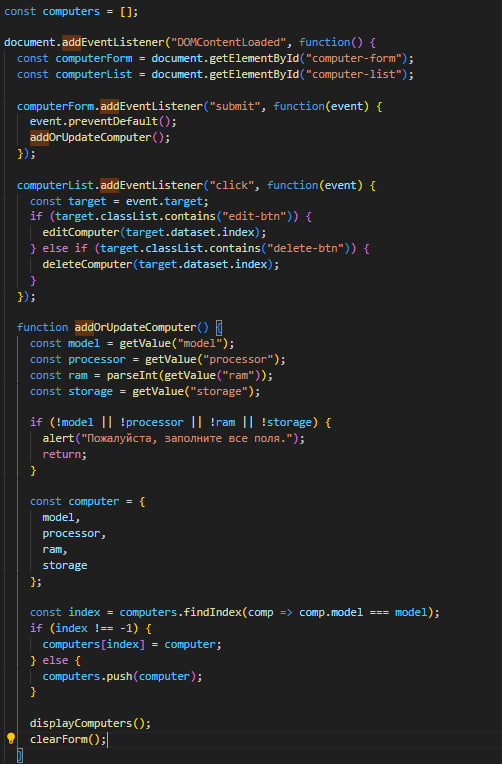 const computers = [];
document.addEventListener("DOMContentLoaded", function() {
const computerForm = document.getElementById("computer-form");
const computerList = document.getElementById("computer-list");
computerForm.addEventListener("submit", function(event) {
event.preventDefault();
addOrUpdateComputer();
});
computerList.addEventListener("click", function(event) {
const target = event.target;
if (target.classList.contains("edit-btn")) {
editComputer(target.dataset.index);
} else if (target.classList.contains("delete-btn")) {
deleteComputer(target.dataset.index);
}
});
function addOrUpdateComputer() {
const model = getValue("model");
const processor = getValue("processor");
const ram = parseInt(getValue("ram"));
const storage = getValue("storage");
if (!model || !processor || !ram || !storage) {
alert("Пожалуйста, заполните все поля.");
return;
}
const computer = {
model,
processor,
ram,
storage
};
const index = computers.findIndex(comp => comp.model === model);
if (index !== -1) {
computers[index] = computer;
} else {
computers.push(computer);
}
displayComputers();
clearForm();
}